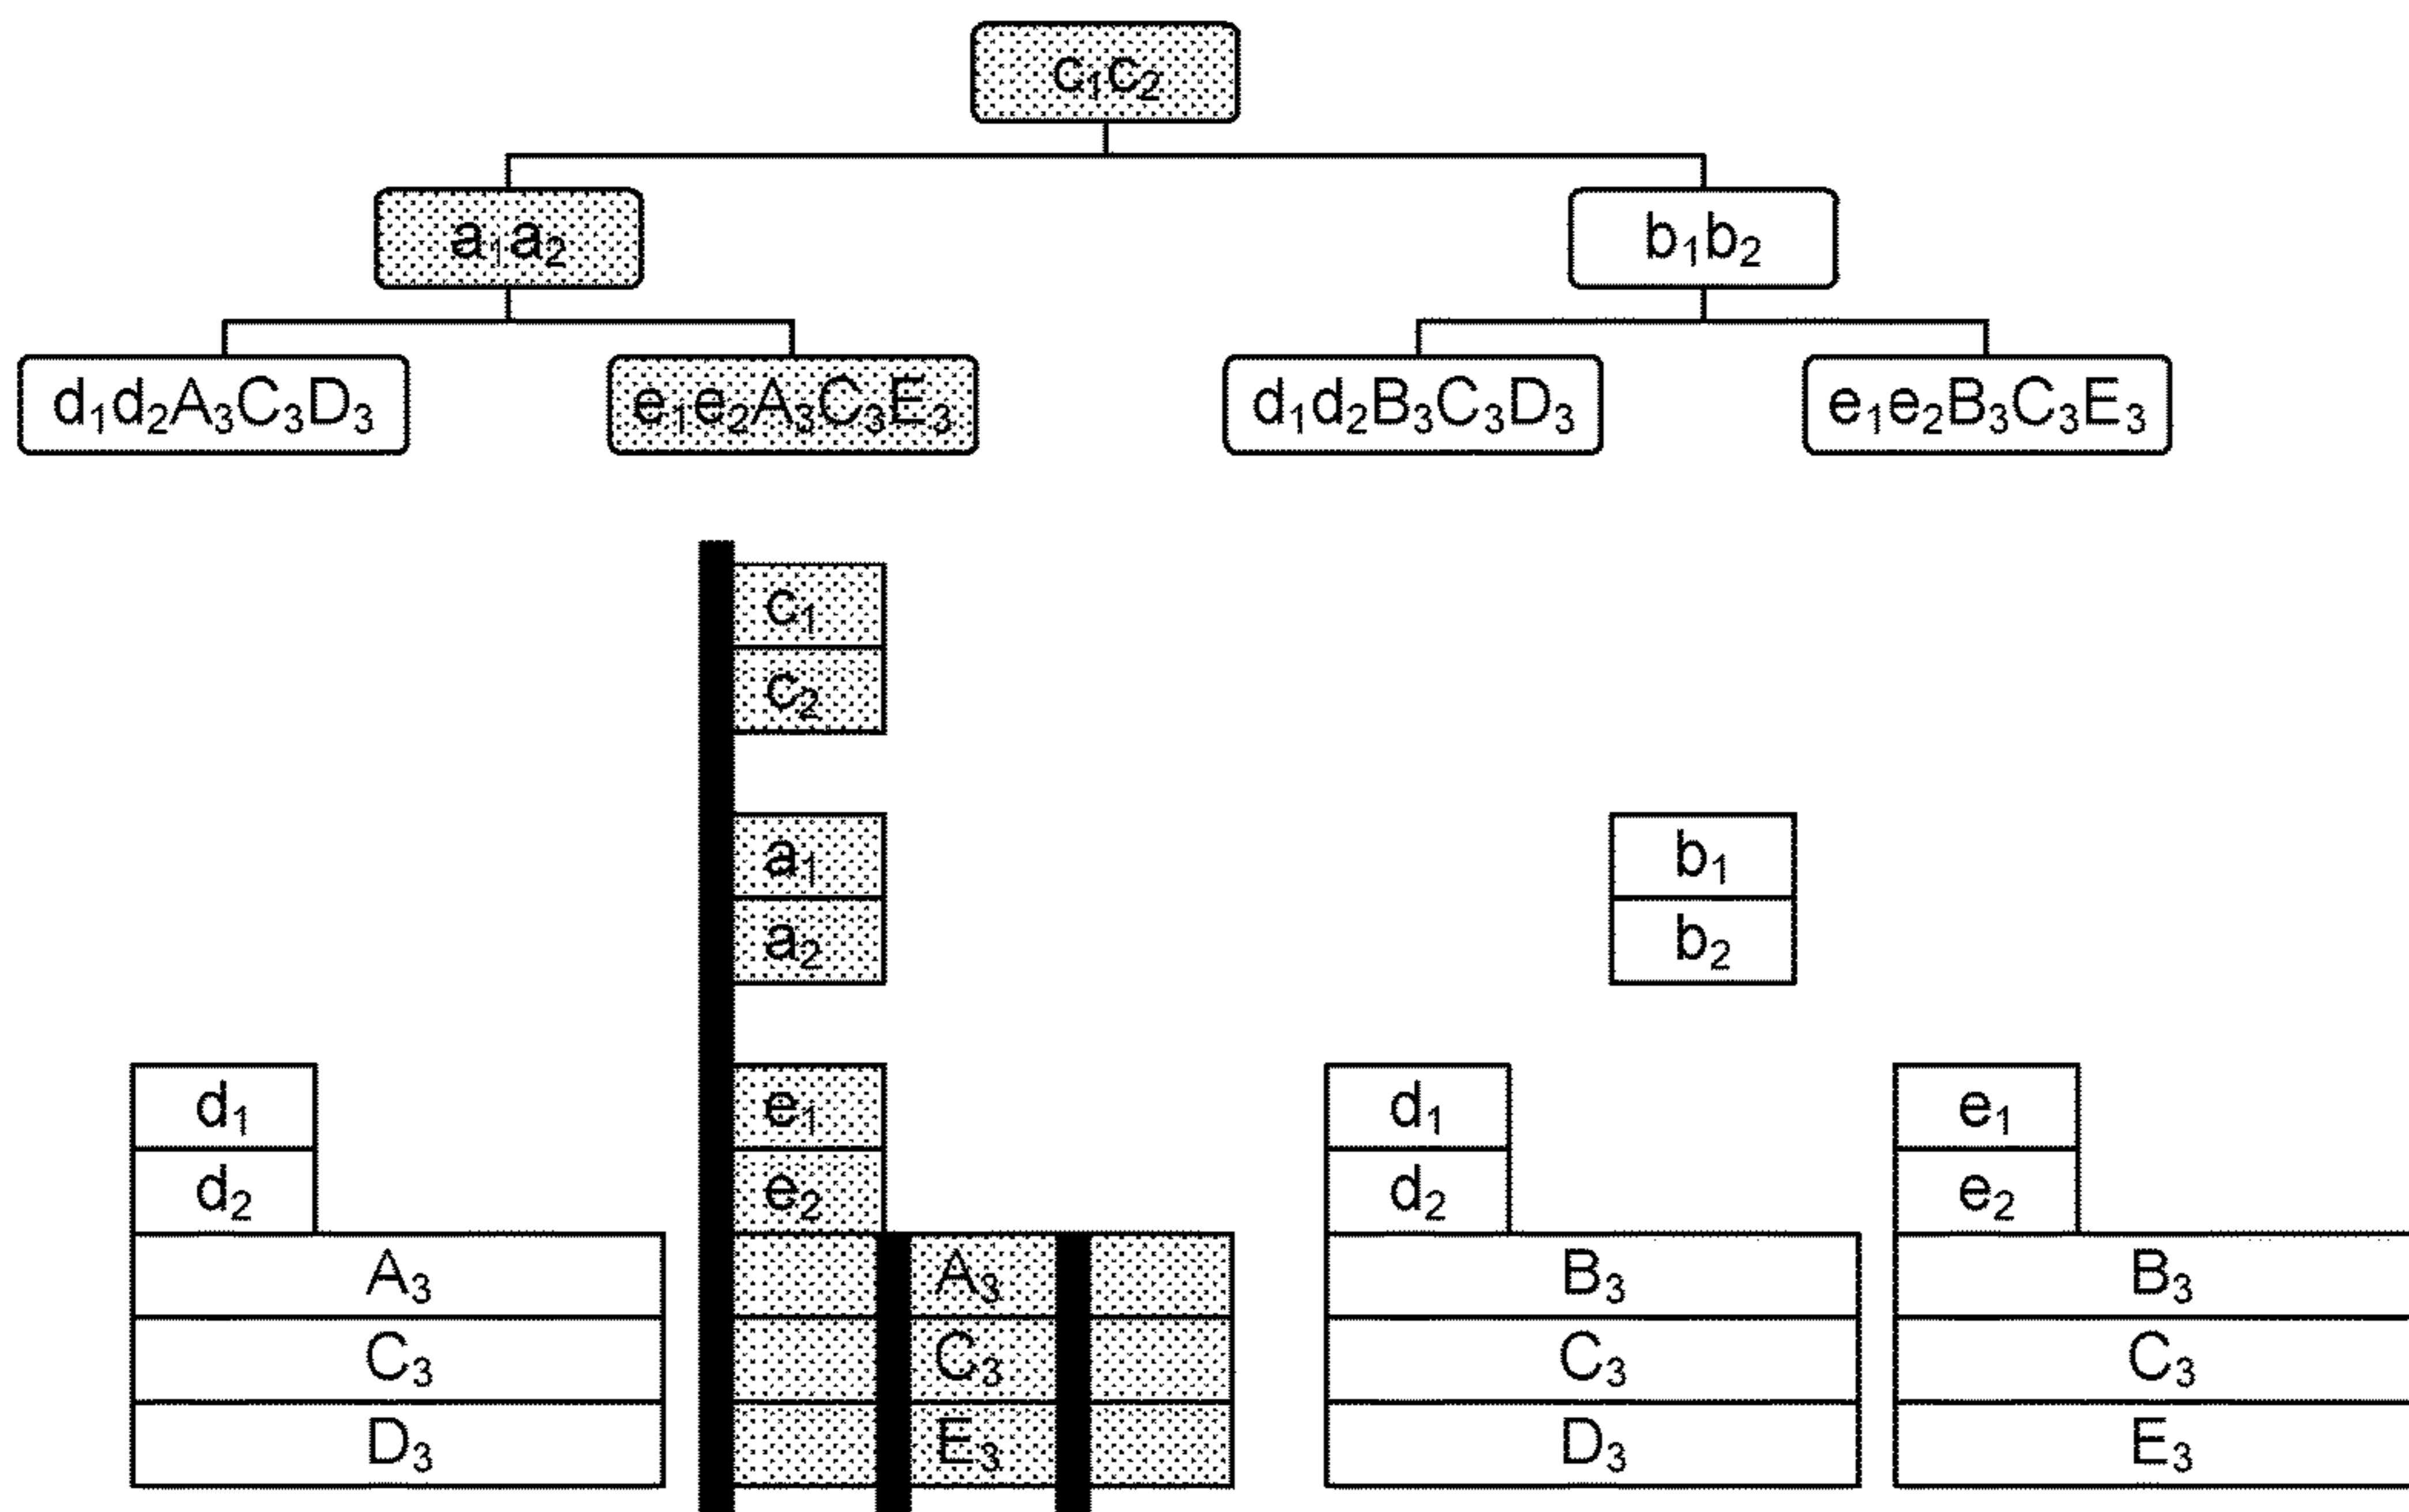 c₁c₂
a₁a₂ b₁b₂
d₁d₂A₃C₃D₃ e₁e₂A₃C₃E₃ d₁d₂B₃C₃D₃ e₁e₂B₃C₃E₃
c₁
c₂
a₁ b₁
a₂ b₂
d₁ e₁ d₁ e₁
d₂ e₂ d₂ e₂
A₃ A₃ B₃ B₃
C₃ C₃ C₃ C₃
D₃ E₃ D₃ E₃